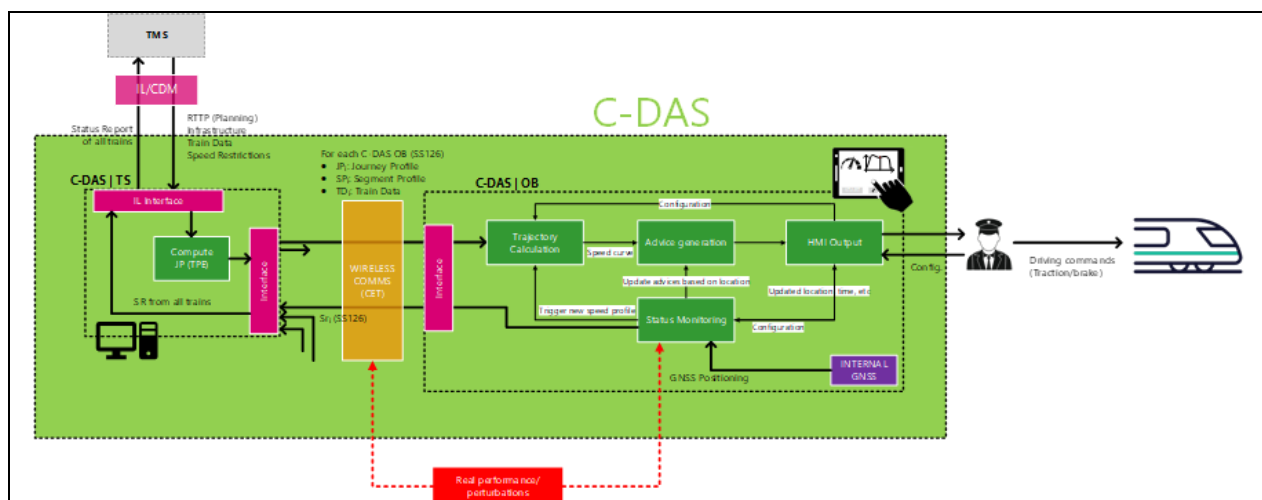 TMS
IL/CDM
Status Report
of all trains
RTTP (Planning)
Infrastructure
Train Data
Speed Restrictions
C-DAS
For each C-DAS OB (SS126)
• JPi: Journey Profile
• SPi: Segment Profile
• TDi: Train Data
C-DAS|TS
IL Interface
Compute
JP (TPE)
Interface
SR from all trains
SRi (SS126)
WIRELESS
COMMS
(CET)
C-DAS|OB
Interface
Configuration
Trajectory
Calculation
Speed curve
Advice generation
HMI Output
Update advices based on location
Updated location, time, etc
Trigger new speed profile
Status Monitoring
Configuration
GNSS Positioning
INTERNAL
GNSS
Config.
Driving commands
(Traction/brake)
Real performance/
perturbations